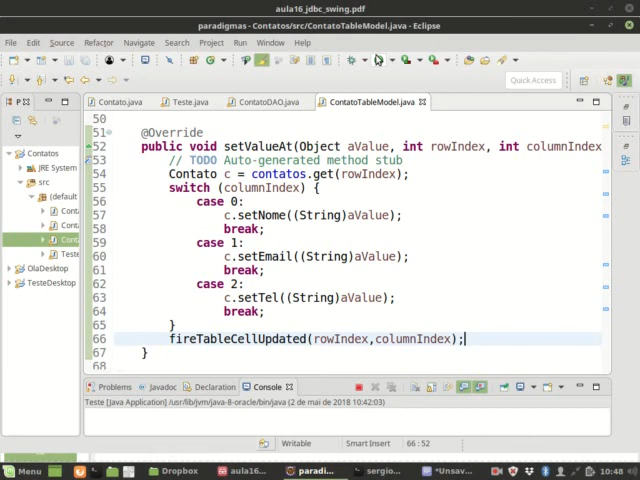 aula16_jdbc_swing.pdf
paradigmas - Contatos/src/ContatoTableModel.java - Eclipse
File Edit Source Refactor Navigate Search Project Run Window Help
Quick Access
P
Contato.java Teste.java ContatoDAO.java ContatoTableModel.java
Contatos
JRE System
src
(default
Conta
Conta
Conta
Teste
OlaDesktop
TesteDesktop
50
51 @Override
52 public void setValueAt(Object aValue, int rowIndex, int columnIndex
53 // TODO Auto-generated method stub
54 Contato c = contatos.get(rowIndex);
55 switch (columnIndex) {
56 case 0:
57 c.setNome((String)aValue);
58 break;
59 case 1:
60 c.setEmail((String)aValue);
61 break;
62 case 2:
63 c.setTel((String)aValue);
64 break;
65 }
66 fireTableCellUpdated(rowIndex,columnIndex);
67 }
68
Problems Javadoc Declaration Console
Teste [Java Application] /usr/lib/jvm/java-8-oracle/bin/java (2 de mai de 2018 10:42:03)
Writable Smart Insert 66 : 52
Menu Dropbox aula16... paradi... sergio... *Unsav... 10:48